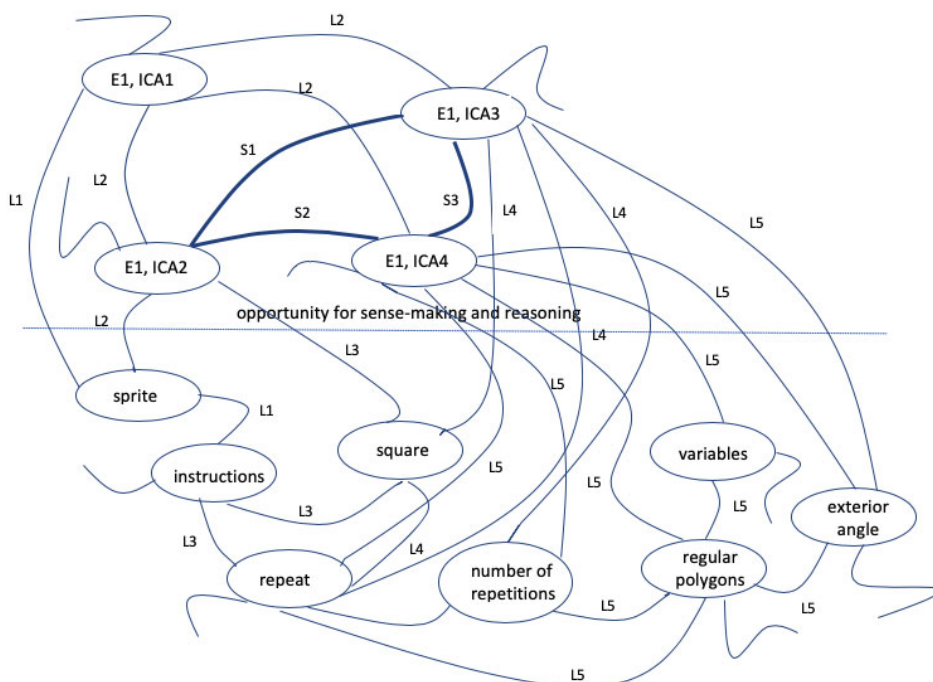 L2
E1, ICA1
L2
E1, ICA3
S1
L2
L1
S3
L4
L4
S2
L5
E1, ICA2
E1, ICA4
L5
opportunity for sense-making and reasoning
L2
L4
L3
L5
L5
sprite
L1
square
variables
L5
instructions
L5
L5
exterior
angle
L3
L3
L4
regular
polygons
repeat
number of
repetitions
L5
L5
L5